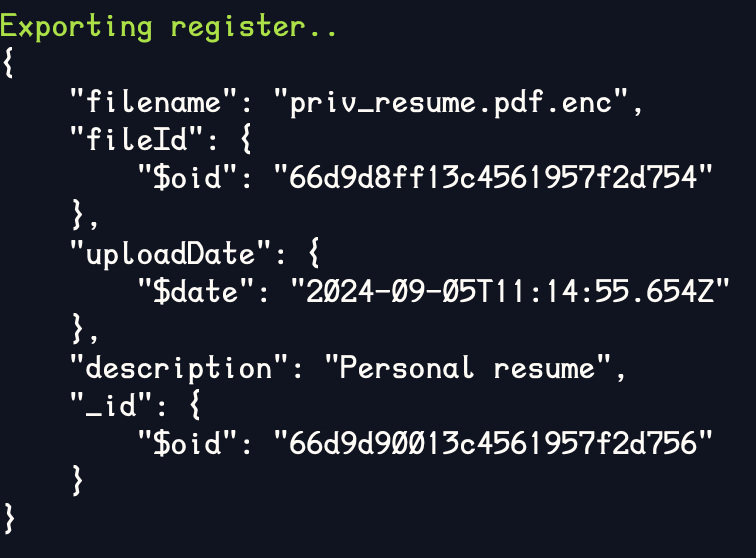 Exporting register..
{
    "filename": "priv_resume.pdf.enc",
    "fileId": {
        "$oid": "66d9d8ff13c4561957f2d754"
    },
    "uploadDate": {
        "$date": "2024-09-05T11:14:55.654Z"
    },
    "description": "Personal resume",
    "_id": {
        "$oid": "66d9d90013c4561957f2d756"
    }
}